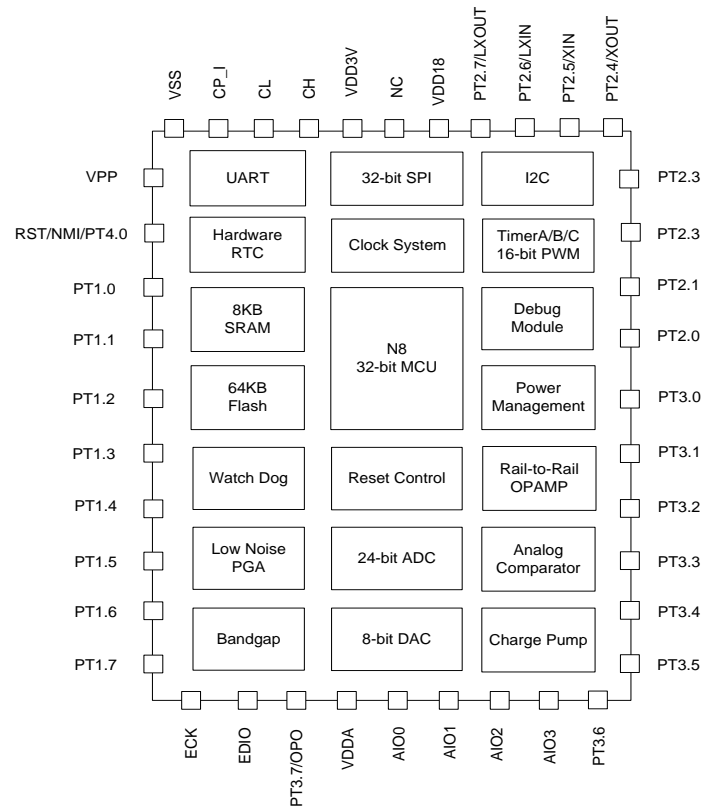 VSS
CP_I
CL
CH
VDD3V
NC
VDD18
PT2.7/LXOUT
PT2.6/LXIN
PT2.5/XIN
PT2.4/XOUT
VPP
RST/NMI/PT4.0
PT1.0
PT1.1
PT1.2
PT1.3
PT1.4
PT1.5
PT1.6
PT1.7
UART
32-bit SPI
I2C
Hardware
RTC
Clock System
TimerA/B/C
16-bit PWM
8KB
SRAM
N8
32-bit MCU
Debug
Module
64KB
Flash
Power
Management
Watch Dog
Reset Control
Rail-to-Rail
OPAMP
Low Noise
PGA
24-bit ADC
Analog
Comparator
Bandgap
8-bit DAC
Charge Pump
PT2.3
PT2.3
PT2.1
PT2.0
PT3.0
PT3.1
PT3.2
PT3.3
PT3.4
PT3.5
ECK
EDIO
PT3.7/OPO
VDDA
AIO0
AIO1
AIO2
AIO3
PT3.6